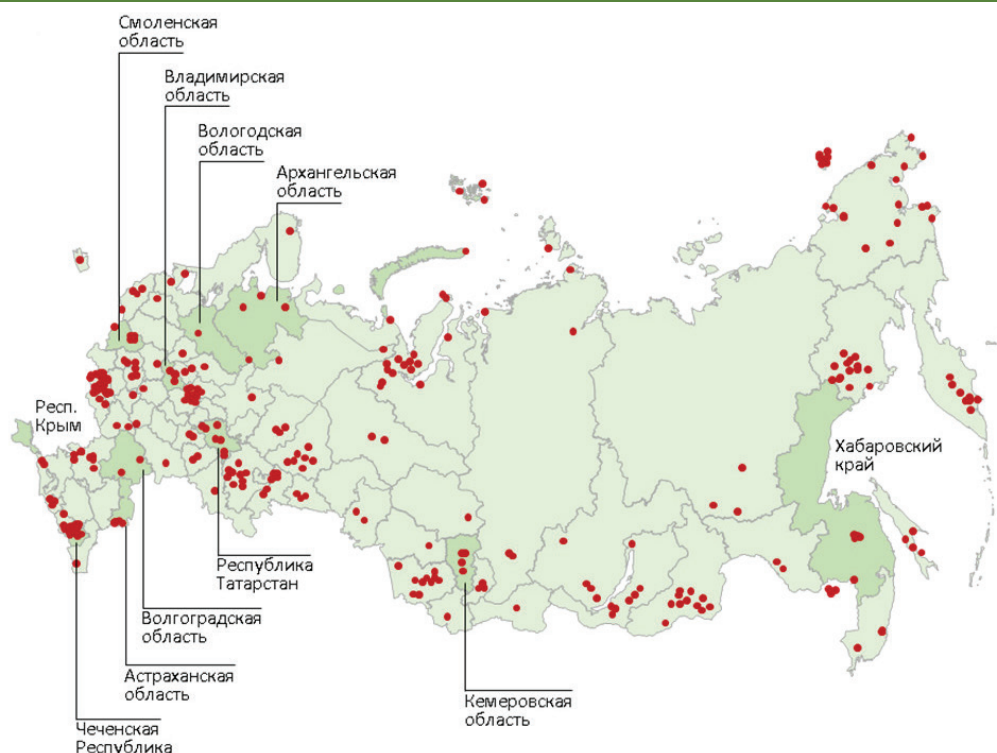 Смоленская
область
Владимирская
область
Вологодская
область
Архангельская
область
Респ.
Крым
Хабаровский
край
Республика
Татарстан
Волгоградская
область
Астраханская
область
Кемеровская
область
Чеченская
Республика